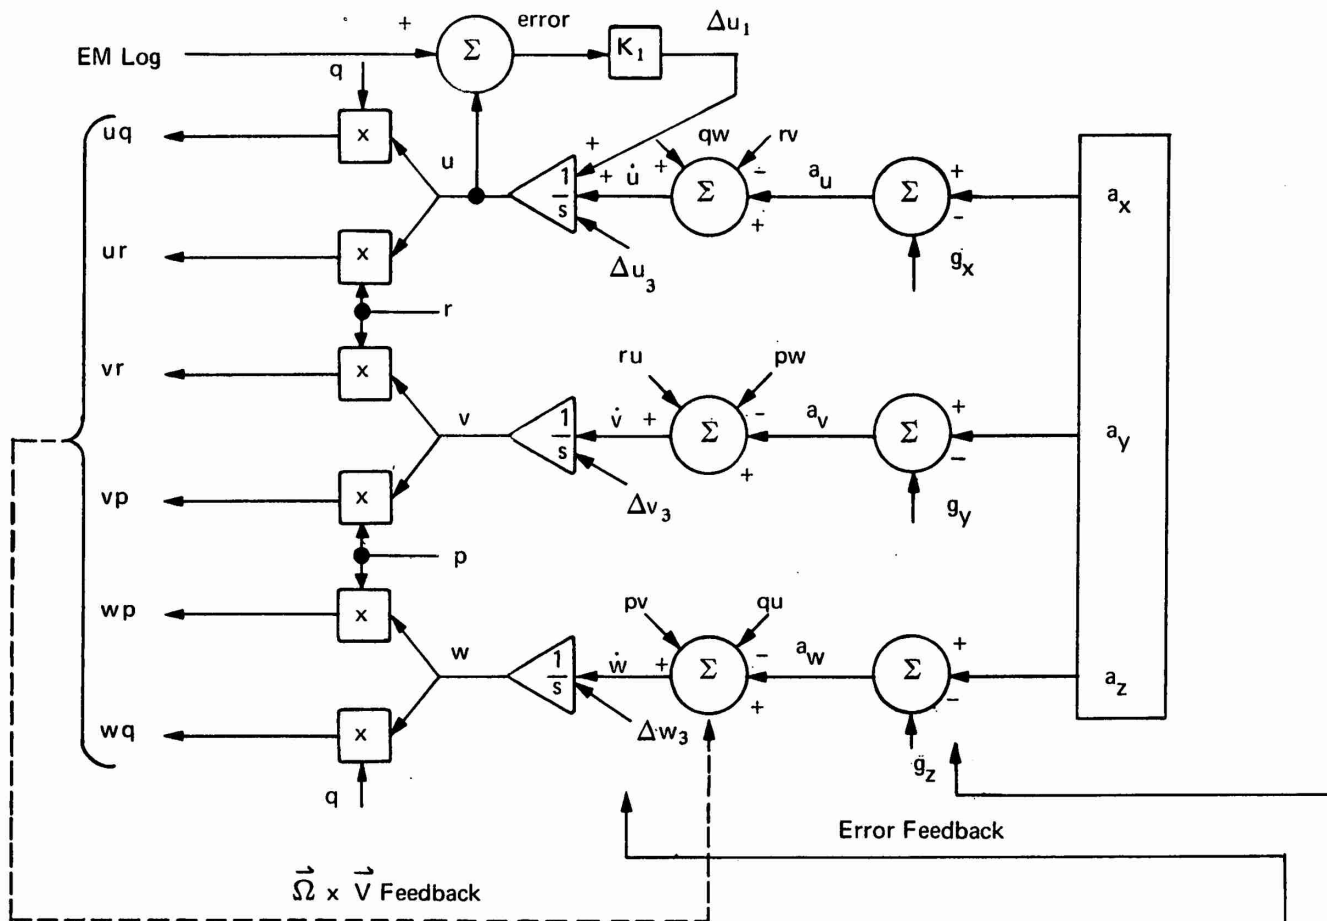 error
Δu₁
+
EM Log
Σ
K₁
q
uq
x
u
+
qw
rv
1/s
+ u̇ +
Σ
-
a_u
+
Σ
+
-
a_x
ur
x
Δu₃
g_x
r
vr
x
ru
pw
v
1/s
v̇ +
Σ
-
a_v
+
Σ
+
-
a_y
vp
x
Δv₃
g_y
p
wp
x
pv
qu
w
1/s
ẇ +
Σ
-
a_w
+
Σ
+
-
a_z
wq
x
Δw₃
g_z
q
Error Feedback
Ω⃗ x V⃗ Feedback